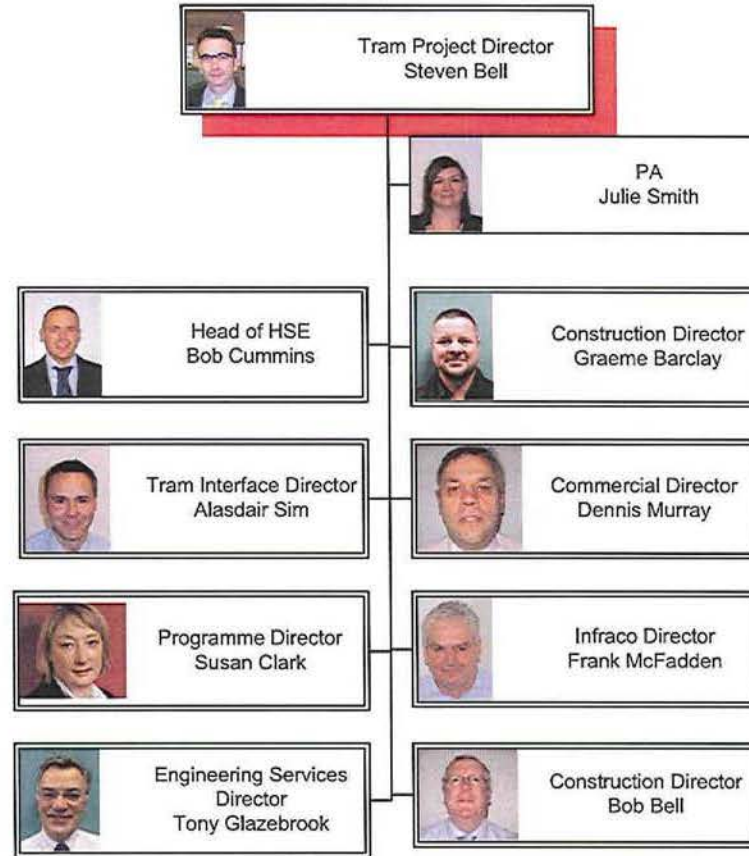 Tram Project Director
Steven Bell
PA
Julie Smith
Head of HSE
Bob Cummins
Construction Director
Graeme Barclay
Tram Interface Director
Alasdair Sim
Commercial Director
Dennis Murray
Programme Director
Susan Clark
Infraco Director
Frank McFadden
Engineering Services
Director
Tony Glazebrook
Construction Director
Bob Bell